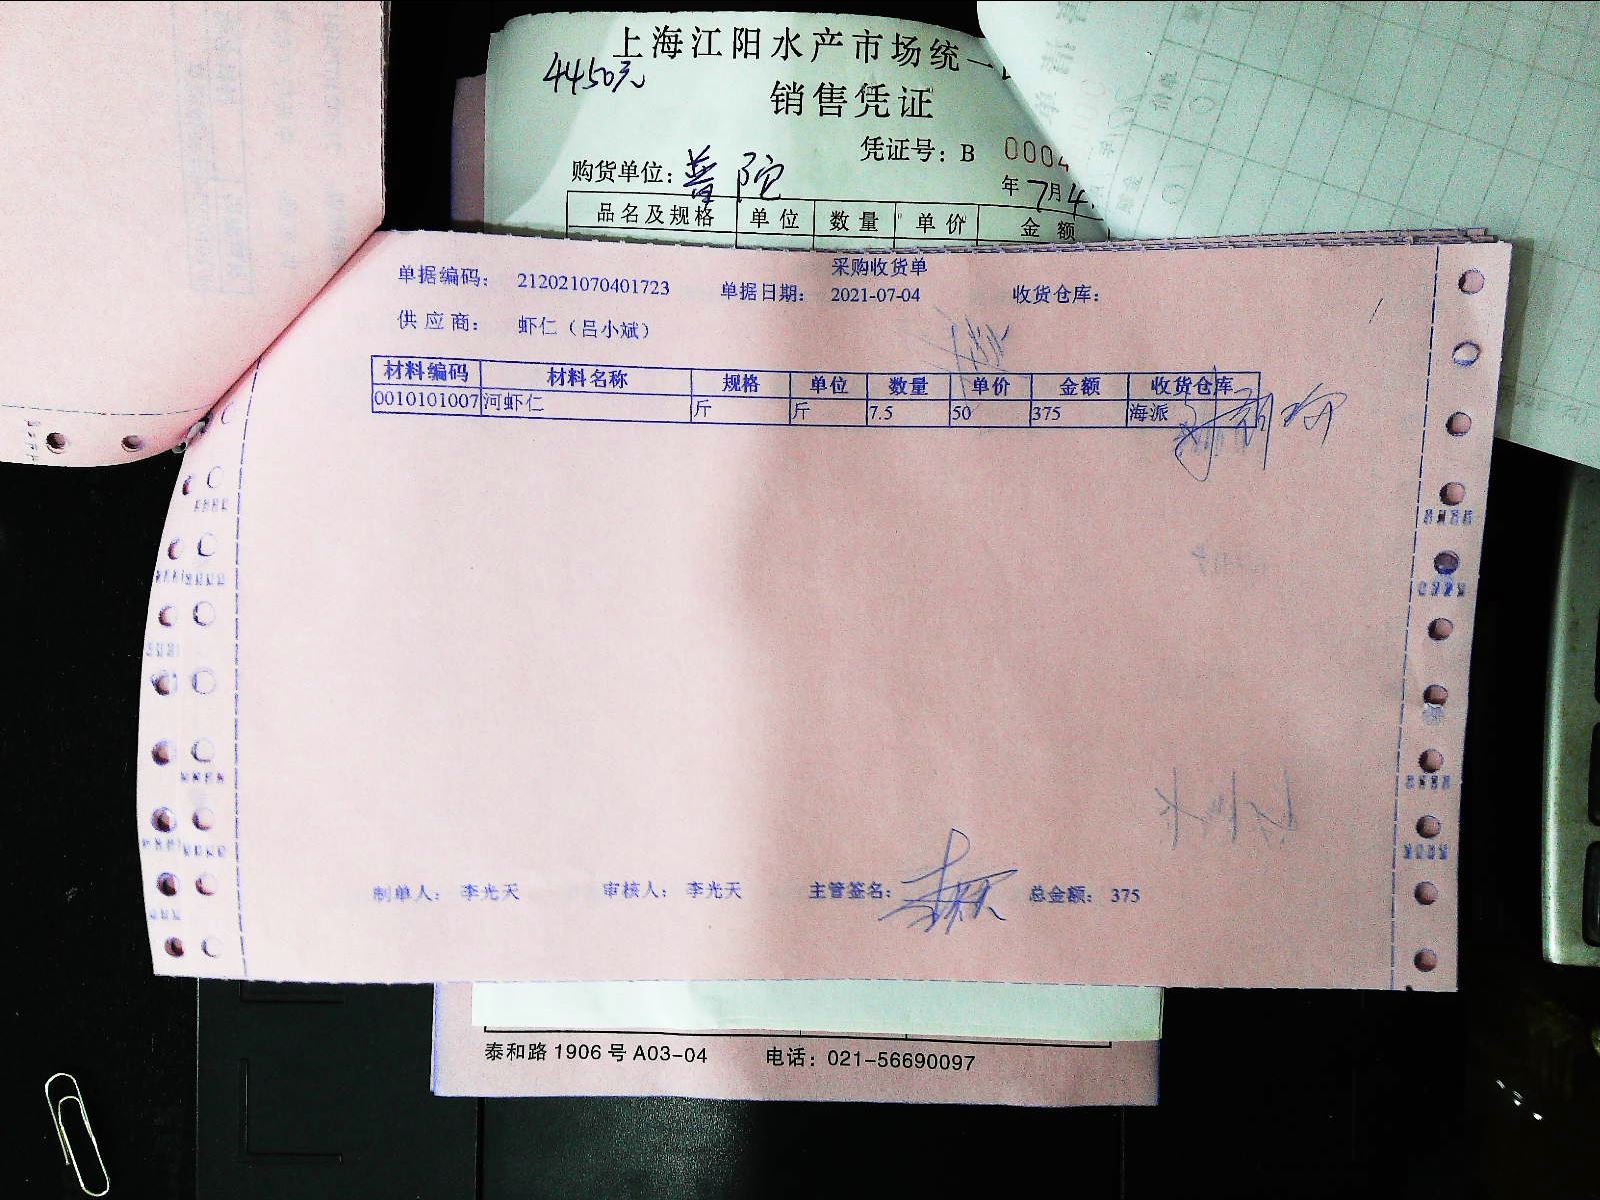 上海江阳水产市场统一
4450元
销售凭证
凭证号：B 0004
购货单位：普陀
年7月4
品名及规格 单位 数量 单价 金额
采购收货单
单据编码： 212021070401723 单据日期： 2021-07-04 收货仓库：
供应商： 虾仁（吕小斌）
材料编码 材料名称 规格 单位 数量 单价 金额 收货仓库
0010101007 河虾仁 斤 斤 7.5 50 375 海派
制单人： 李光天 审核人： 李光天 主管签名： 总金额： 375
泰和路 1906 号 A03-04 电话：021-56690097